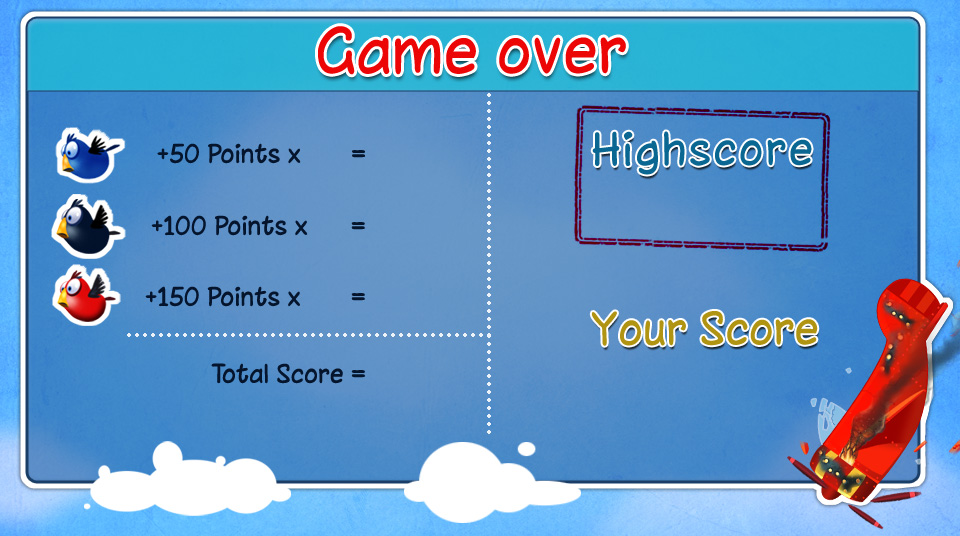 Game over
+50 Points x =
+100 Points x =
+150 Points x =
Total Score =
Highscore
Your Score